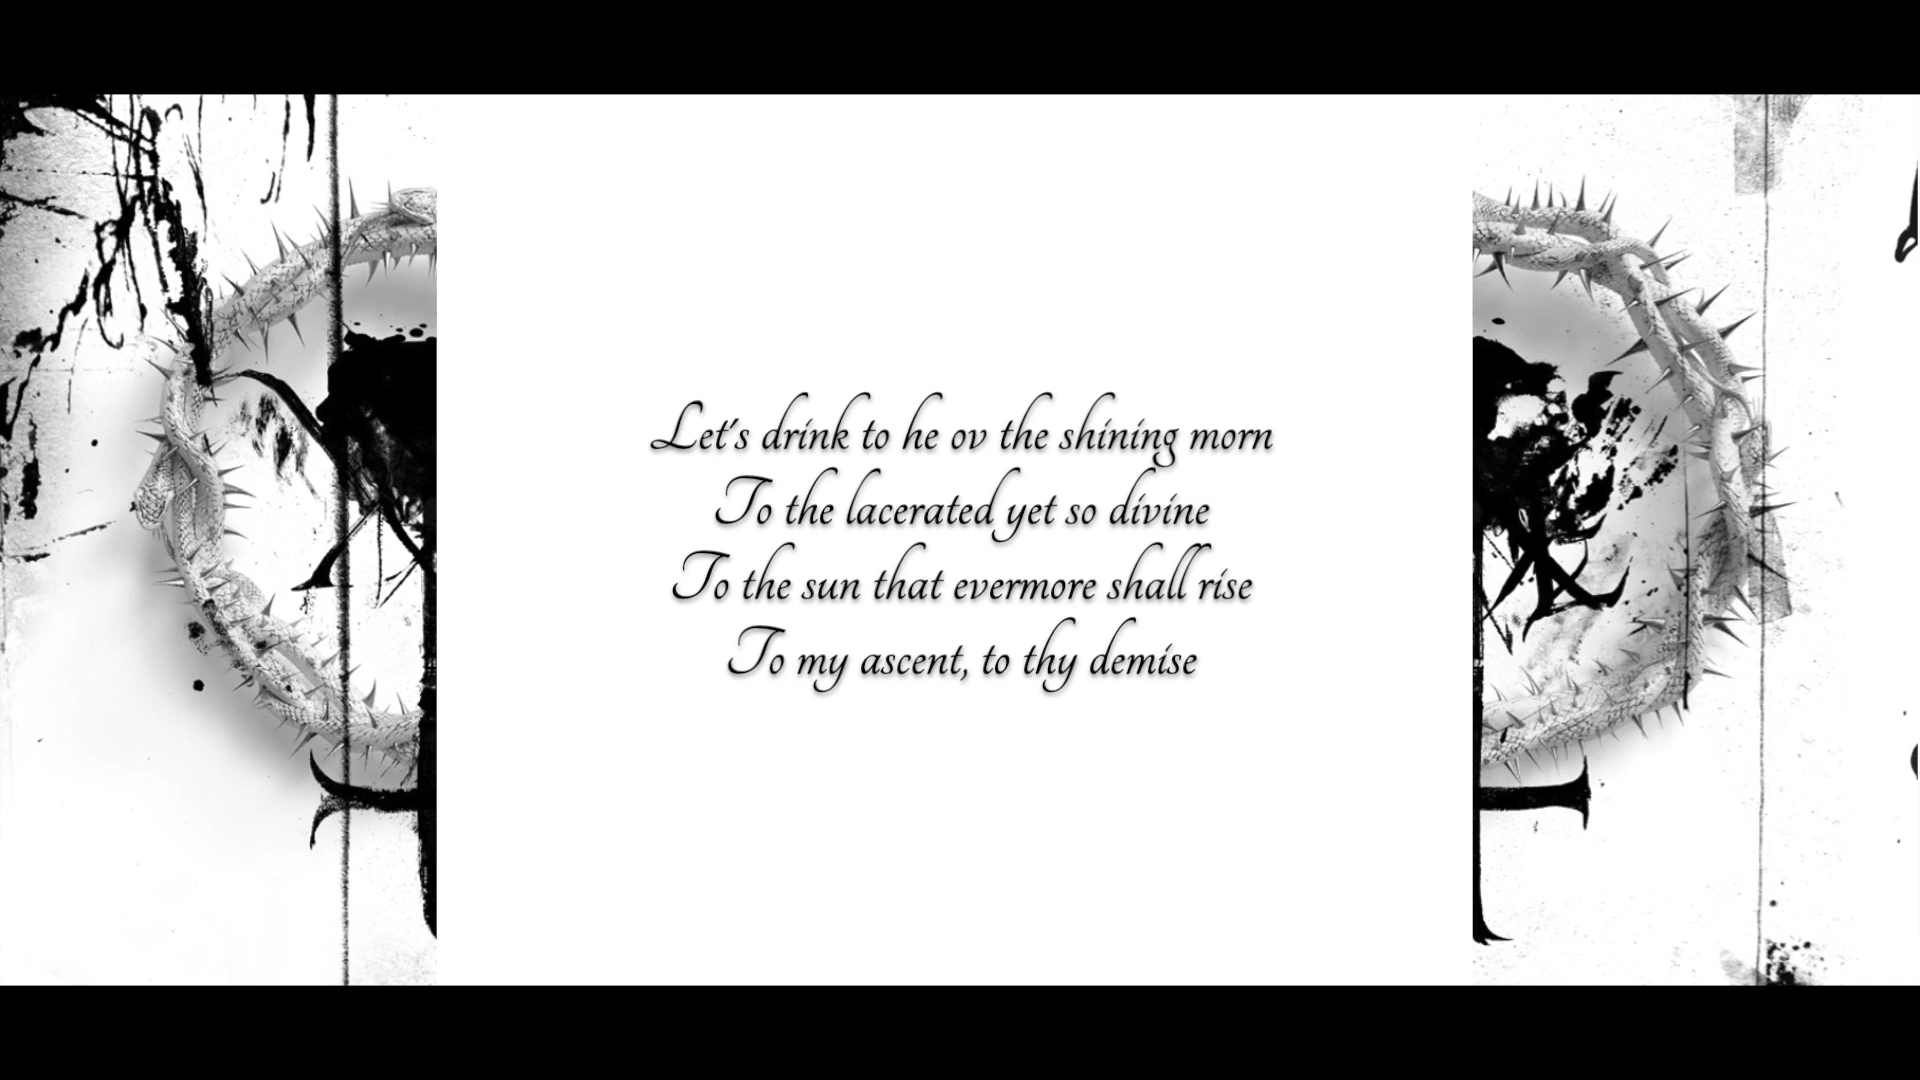 Let's drink to he ov the shining morn
To the lacerated yet so divine
To the sun that evermore shall rise
To my ascent, to thy demise